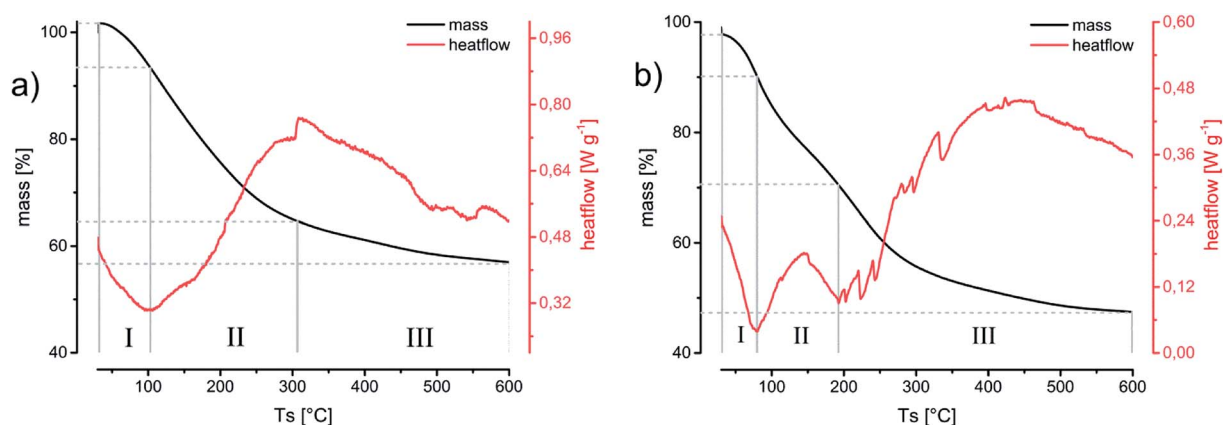 a)
mass
heatflow
100
80
60
40
mass [%]
0,96
0,80
0,64
0,48
0,32
heatflow [W g⁻¹]
I
II
III
100
200
300
400
500
600
Ts [°C]
b)
mass
heatflow
100
80
60
40
mass [%]
0,60
0,48
0,36
0,24
0,12
0,00
heatflow [W g⁻¹]
I
II
III
100
200
300
400
500
600
Ts [°C]